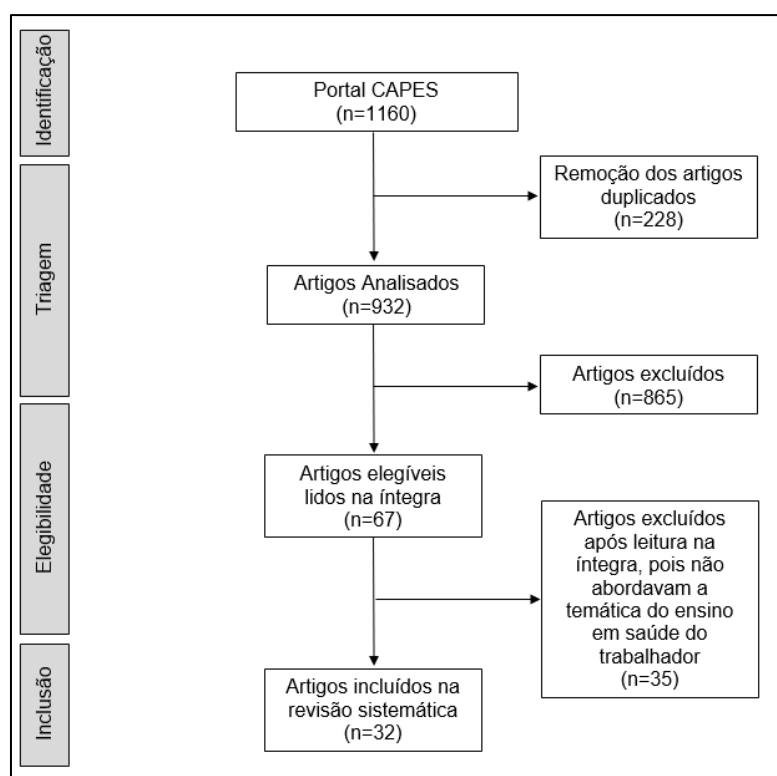 Identificação
Portal CAPES
(n=1160)
Triagem
Remoção dos artigos
duplicados
(n=228)
Artigos Analisados
(n=932)
Artigos excluídos
(n=865)
Elegibilidade
Artigos elegíveis
lidos na íntegra
(n=67)
Artigos excluídos
após leitura na
íntegra, pois não
abordavam a
temática do ensino
em saúde do
trabalhador
(n=35)
Inclusão
Artigos incluídos na
revisão sistemática
(n=32)